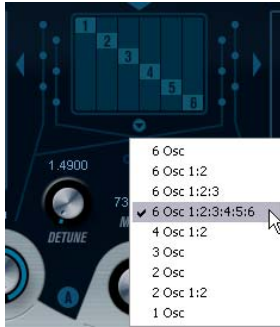 1
2
3
4
5
6
1.4900
DETUNE
73
6 Osc
6 Osc 1:2
6 Osc 1:2:3
6 Osc 1:2:3:4:5:6
4 Osc 1:2
3 Osc
2 Osc
2 Osc 1:2
1 Osc
A